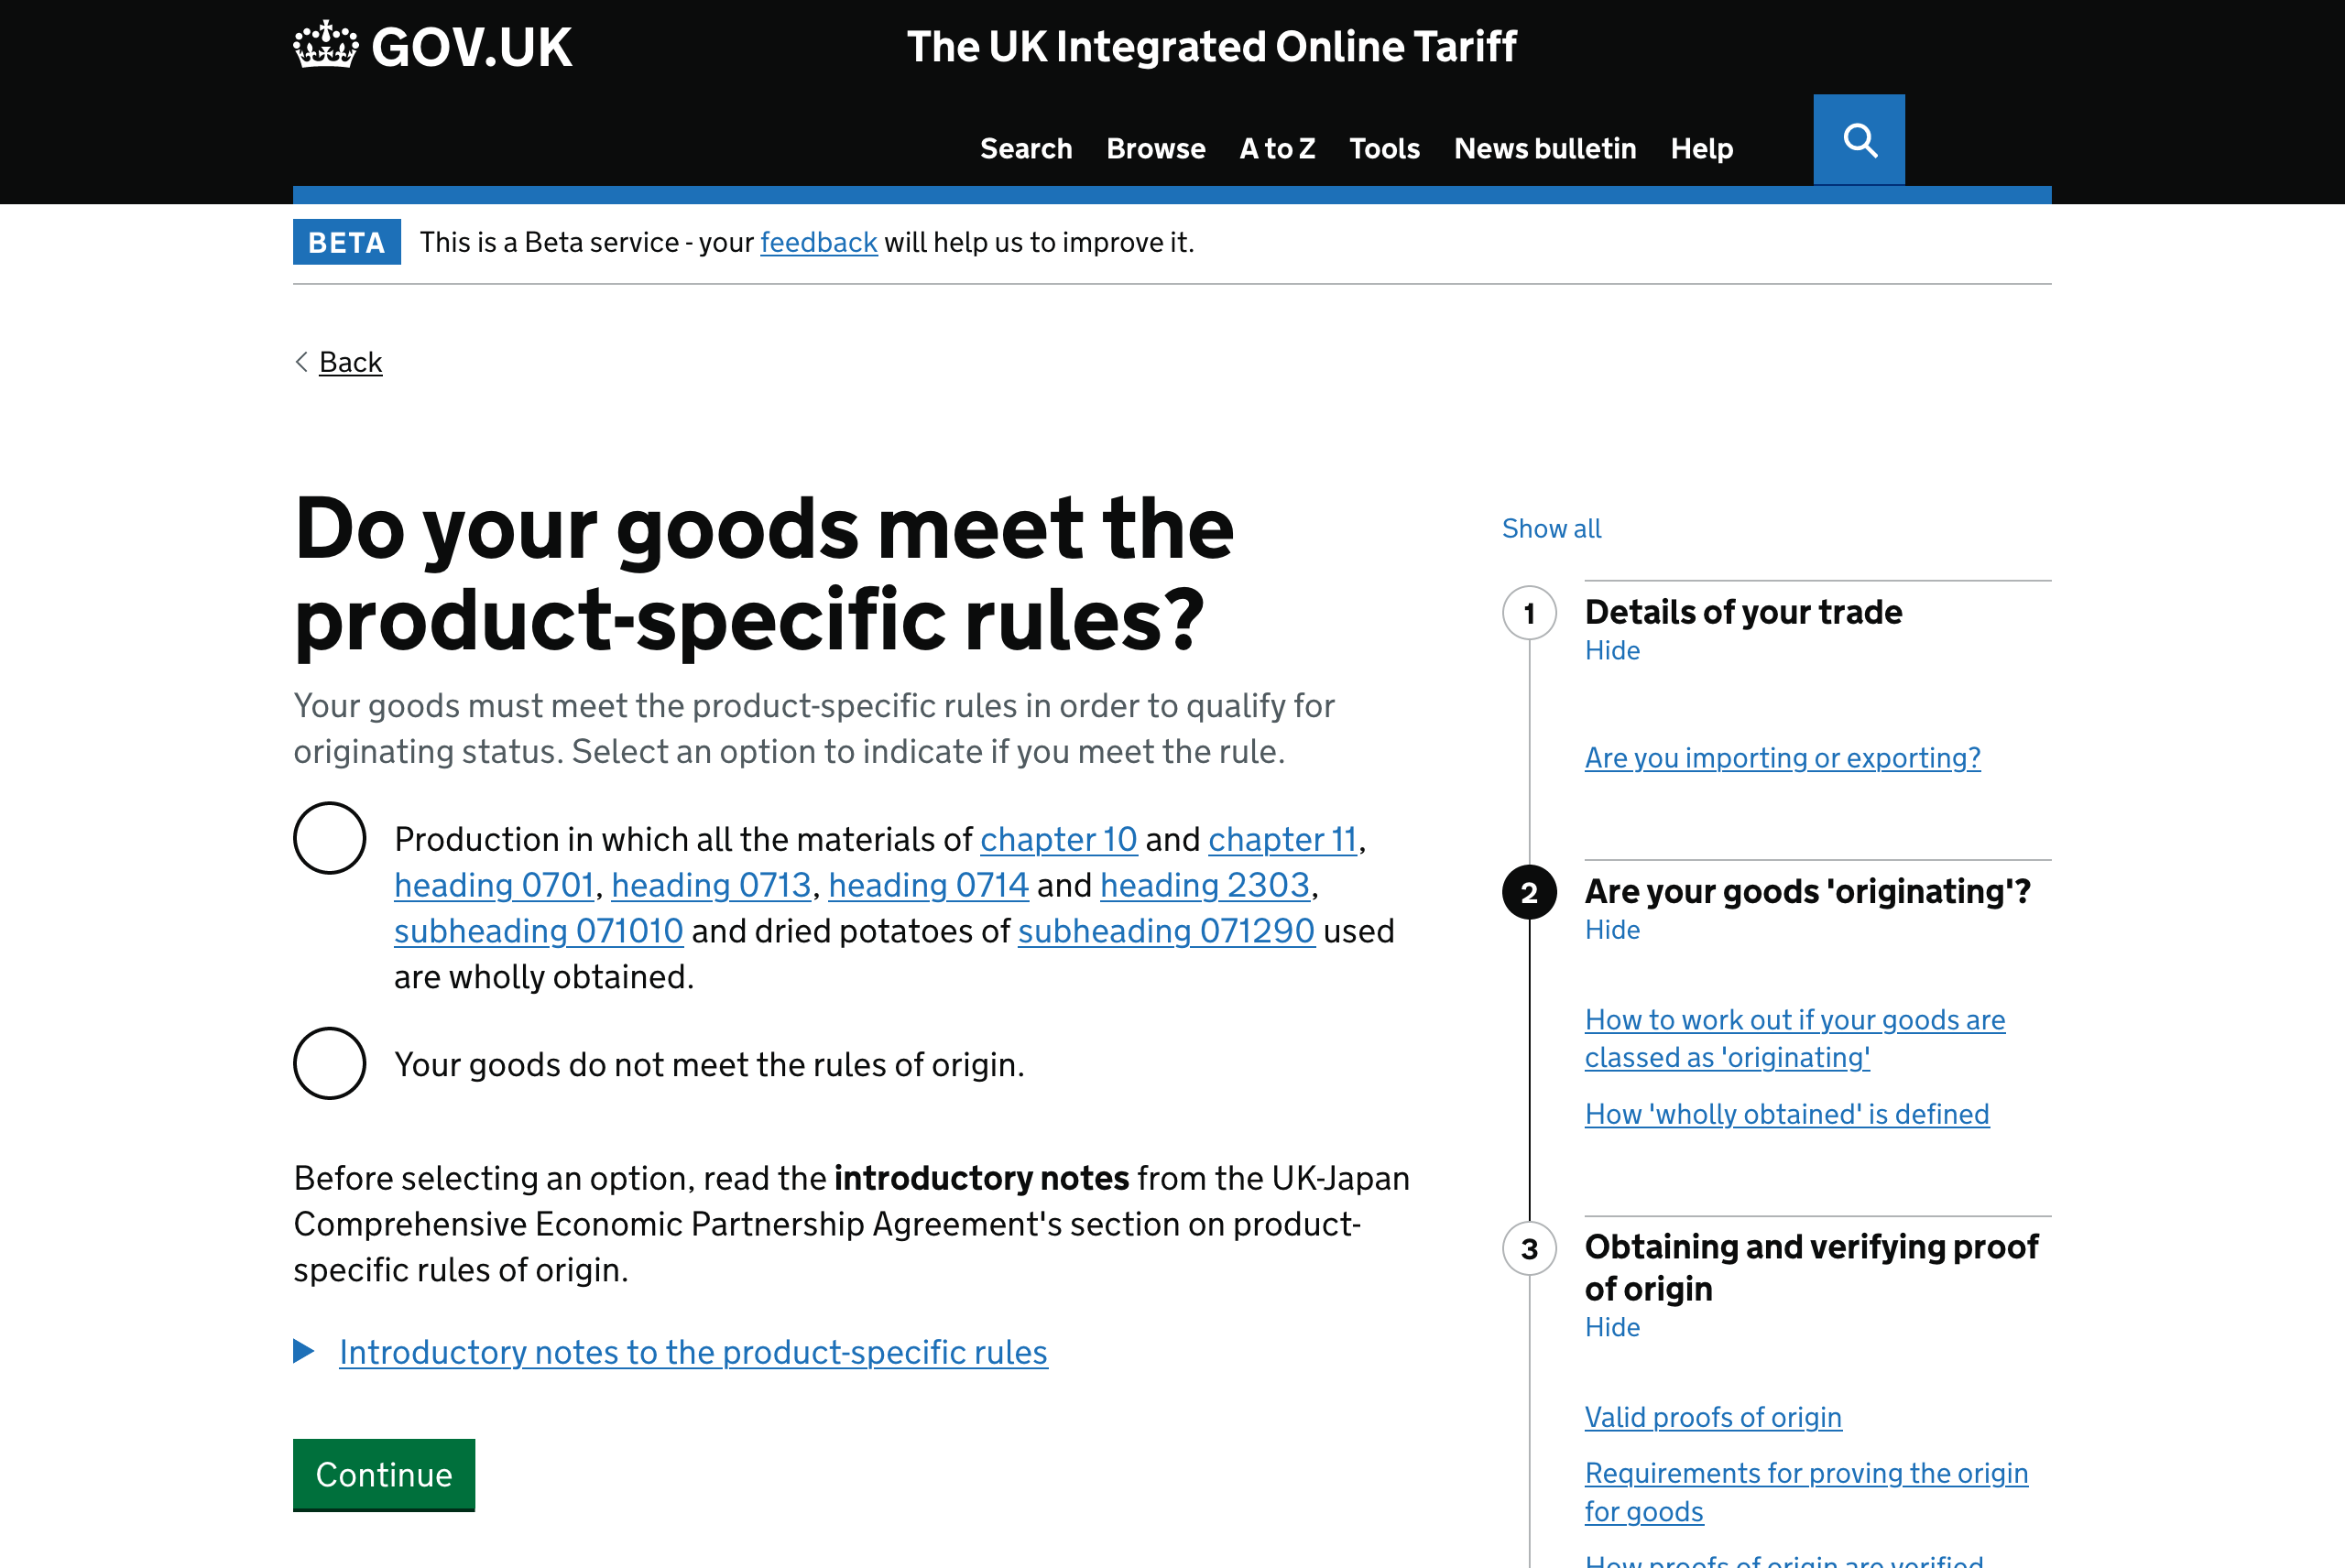 GOV.UK
The UK Integrated Online Tariff
Search Browse A to Z Tools News bulletin Help
BETA This is a Beta service - your feedback will help us to improve it.
Back
Do your goods meet the
product-specific rules?
Your goods must meet the product-specific rules in order to qualify for
originating status. Select an option to indicate if you meet the rule.
Production in which all the materials of chapter 10 and chapter 11,
heading 0701, heading 0713, heading 0714 and heading 2303,
subheading 071010 and dried potatoes of subheading 071290 used
are wholly obtained.
Your goods do not meet the rules of origin.
Before selecting an option, read the introductory notes from the UK-Japan
Comprehensive Economic Partnership Agreement's section on product-
specific rules of origin.
Introductory notes to the product-specific rules
Continue
Show all
1 Details of your trade
Hide
Are you importing or exporting?
2 Are your goods 'originating'?
Hide
How to work out if your goods are
classed as 'originating'
How 'wholly obtained' is defined
3 Obtaining and verifying proof
of origin
Hide
Valid proofs of origin
Requirements for proving the origin
for goods
How proofs of origin are verified